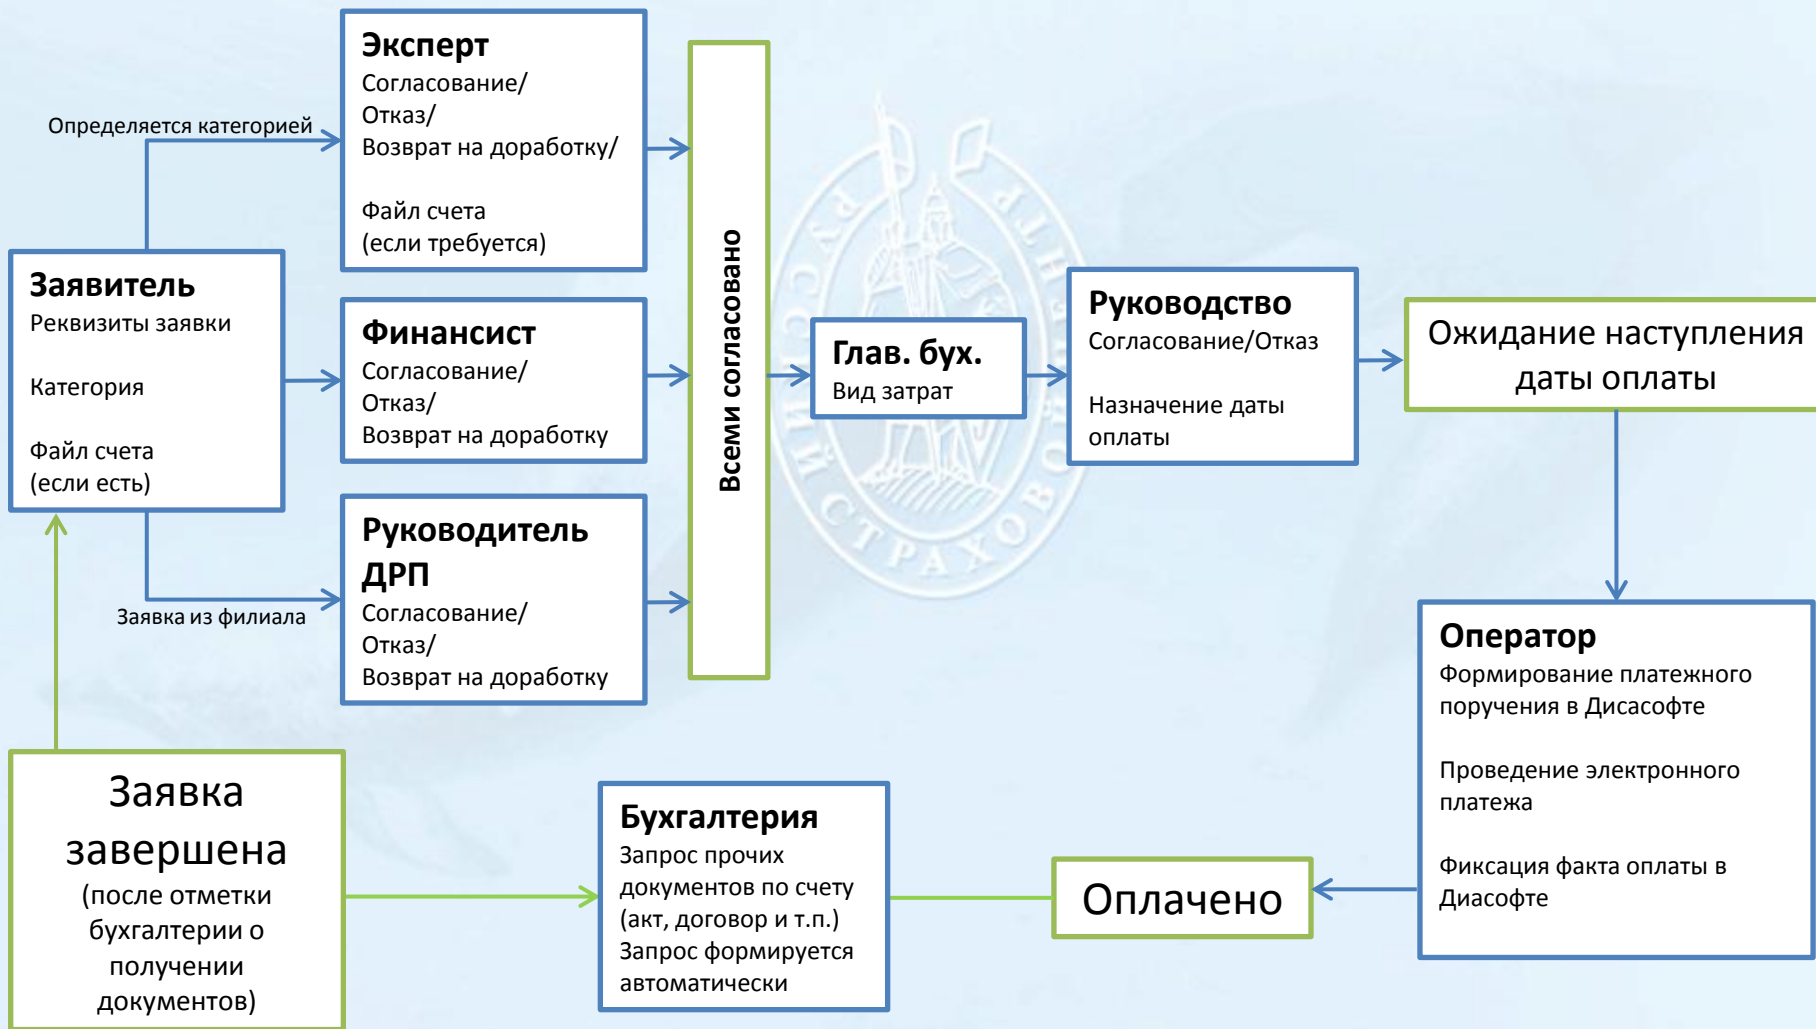 Определяется категорией
Эксперт
Согласование/
Отказ/
Возврат на доработку/
Файл счета
(если требуется)
Заявитель
Реквизиты заявки
Категория
Файл счета
(если есть)
Финансист
Согласование/
Отказ/
Возврат на доработку
Заявка из филиала
Руководитель
ДРП
Согласование/
Отказ/
Возврат на доработку
Всеми согласовано
Глав. бух.
Вид затрат
Руководство
Согласование/Отказ
Назначение даты
оплаты
Ожидание наступления
даты оплаты
Оператор
Формирование платежного
поручения в Дисасофте
Проведение электронного
платежа
Фиксация факта оплаты в
Диасофте
Оплачено
Бухгалтерия
Запрос прочих
документов по счету
(акт, договор и т.п.)
Запрос формируется
автоматически
Заявка
завершена
(после отметки
бухгалтерии о
получении
документов)
РУССКИЙ СТРАХОВОЙ ЦЕНТР